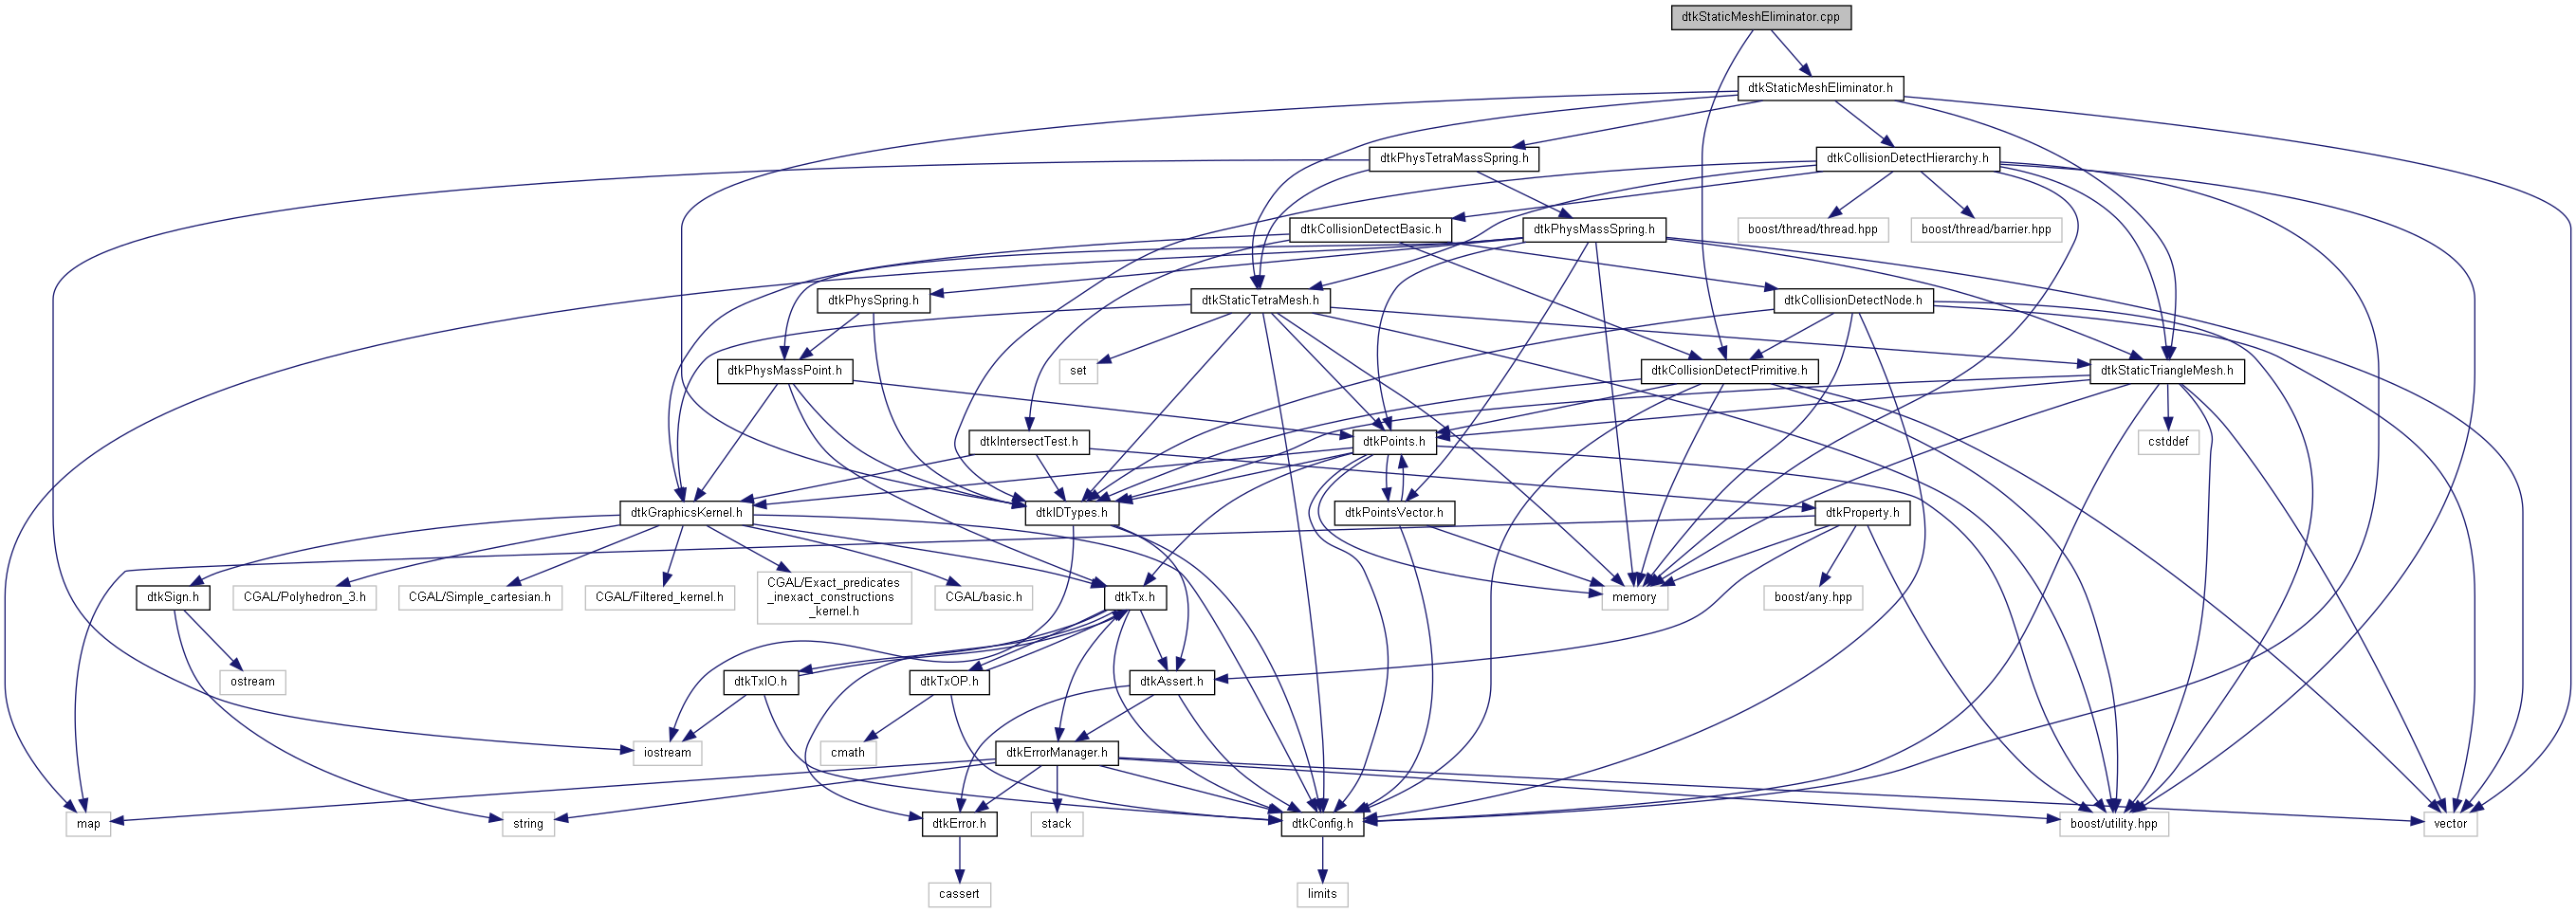 dtkStaticMeshEliminator.cpp
dtkStaticMeshEliminator.h
dtkPhysTetraMassSpring.h
dtkCollisionDetectHierarchy.h
dtkCollisionDetectBasic.h
dtkPhysMassSpring.h
boost/thread/thread.hpp
boost/thread/barrier.hpp
dtkPhysSpring.h
dtkStaticTetraMesh.h
dtkCollisionDetectNode.h
dtkPhysMassPoint.h
set
dtkCollisionDetectPrimitive.h
dtkStaticTriangleMesh.h
dtkIntersectTest.h
dtkPoints.h
cstddef
dtkGraphicsKernel.h
dtkIDTypes.h
dtkPointsVector.h
dtkProperty.h
dtkSign.h
CGAL/Polyhedron_3.h
CGAL/Simple_cartesian.h
CGAL/Filtered_kernel.h
CGAL/Exact_predicates
_inexact_constructions
_kernel.h
CGAL/basic.h
dtkTx.h
memory
boost/any.hpp
ostream
dtkTxIO.h
dtkTxOP.h
dtkAssert.h
iostream
cmath
dtkErrorManager.h
map
string
dtkError.h
stack
dtkConfig.h
boost/utility.hpp
vector
cassert
limits